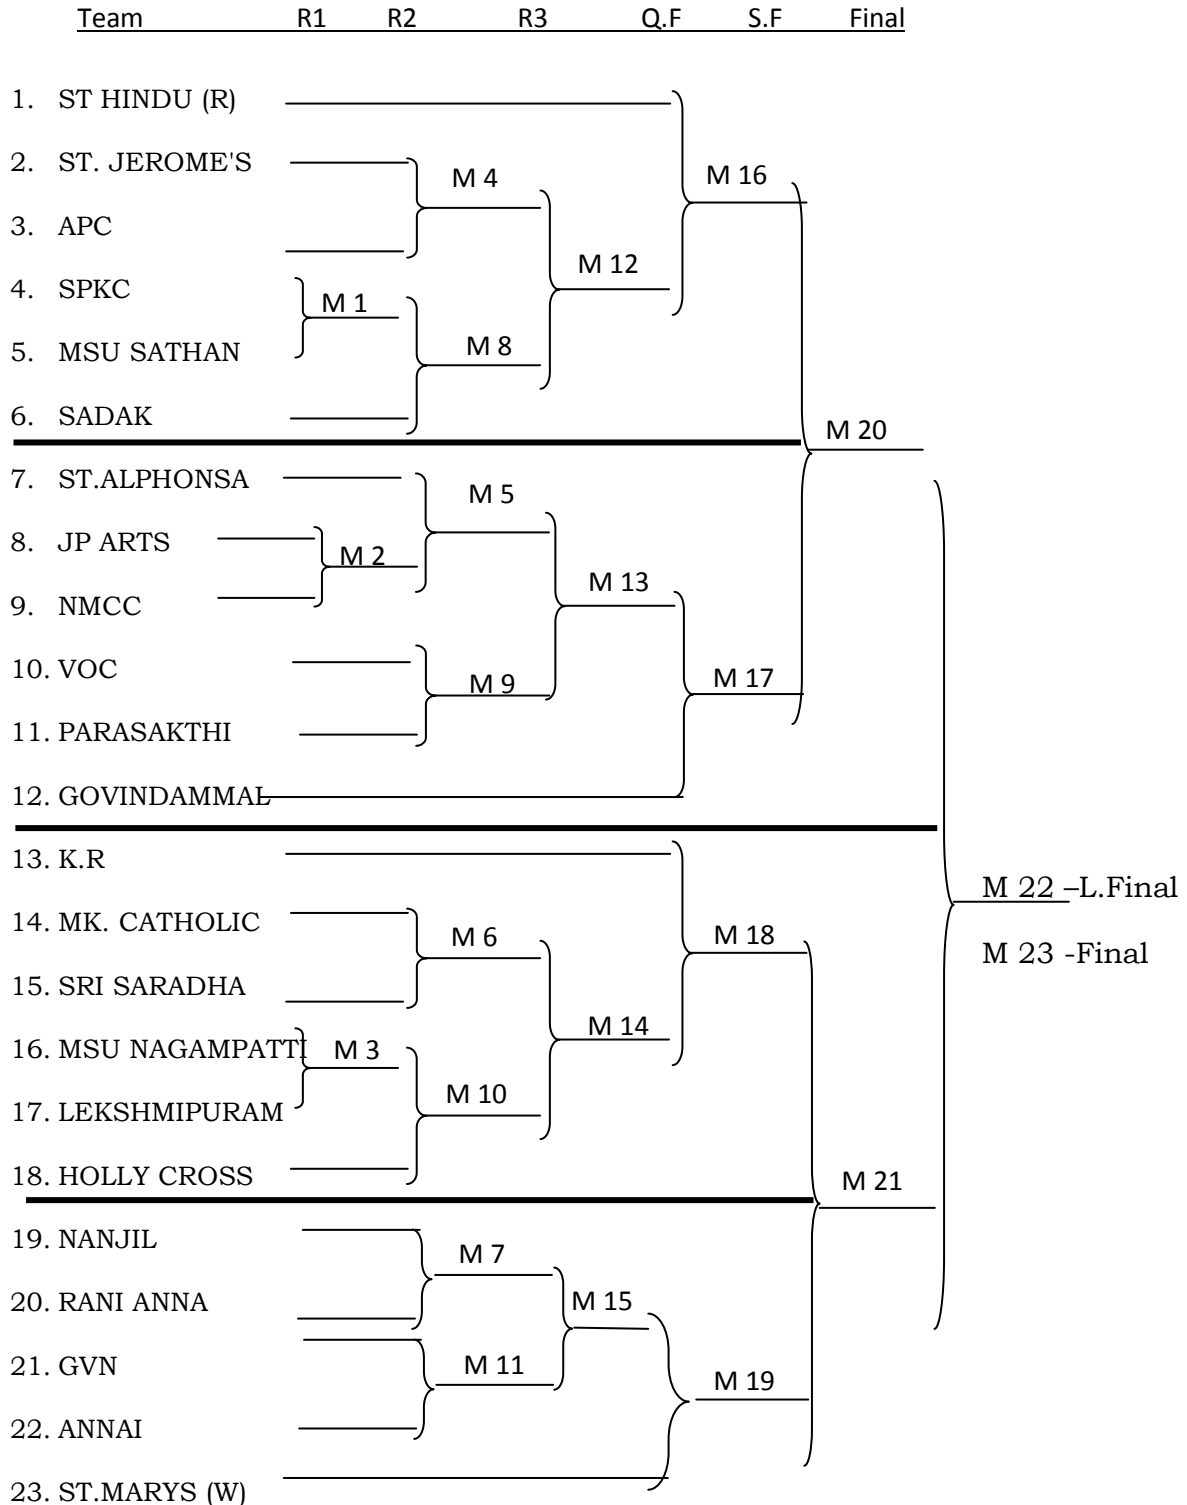 Team R1 R2 R3 Q.F S.F Final
1. ST HINDU (R)
2. ST. JEROME'S
M 4
M 16
3. APC
M 12
4. SPKC
M 1
5. MSU SATHAN
M 8
6. SADAK
M 20
7. ST.ALPHONSA
M 5
8. JP ARTS
M 2
M 13
9. NMCC
10. VOC
M 9
M 17
11. PARASAKTHI
12. GOVINDAMMAL
13. K.R
M 22 –L.Final
14. MK. CATHOLIC
M 6
M 18
M 23 -Final
15. SRI SARADHA
M 14
16. MSU NAGAMPATTI
M 3
M 10
17. LEKSHMIPURAM
18. HOLLY CROSS
M 21
19. NANJIL
M 7
20. RANI ANNA
M 15
21. GVN
M 11
M 19
22. ANNAI
23. ST.MARYS (W)